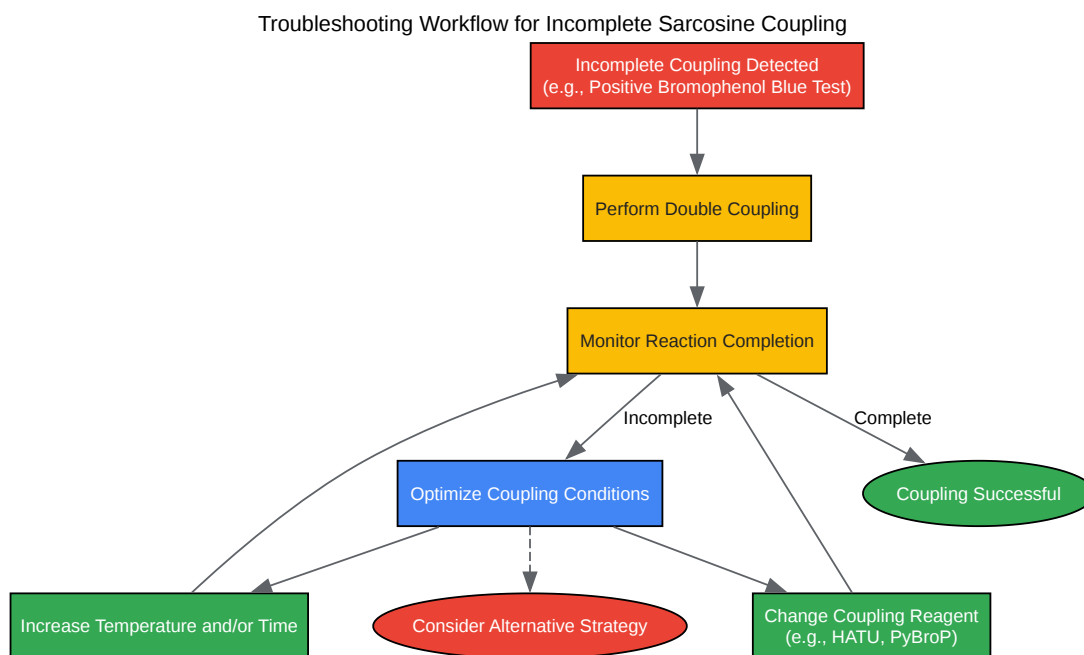 Troubleshooting Workflow for Incomplete Sarcosine Coupling
Incomplete Coupling Detected
(e.g., Positive Bromophenol Blue Test)
Perform Double Coupling
Monitor Reaction Completion
Incomplete
Complete
Optimize Coupling Conditions
Coupling Successful
Increase Temperature and/or Time
Consider Alternative Strategy
Change Coupling Reagent
(e.g., HATU, PyBroP)